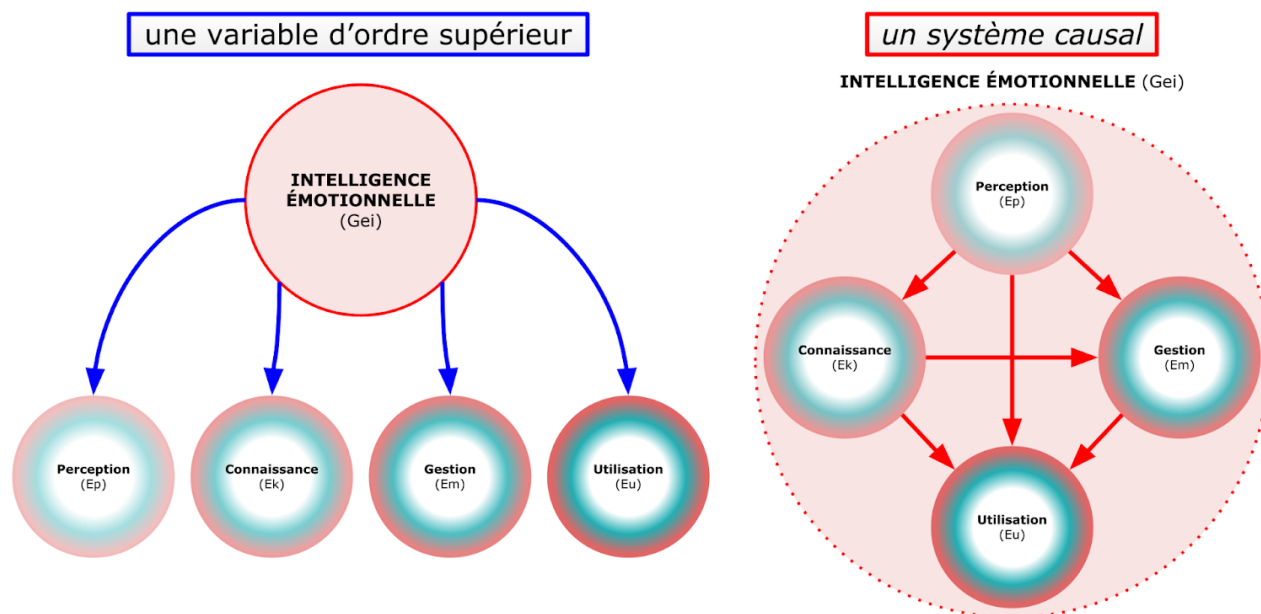 une variable d’ordre supérieur
INTELLIGENCE
ÉMOTIONNELLE
(Gei)
Perception
(Ep)
Connaissance
(Ek)
Gestion
(Em)
Utilisation
(Eu)
un système causal
INTELLIGENCE ÉMOTIONNELLE (Gei)
Perception
(Ep)
Connaissance
(Ek)
Gestion
(Em)
Utilisation
(Eu)